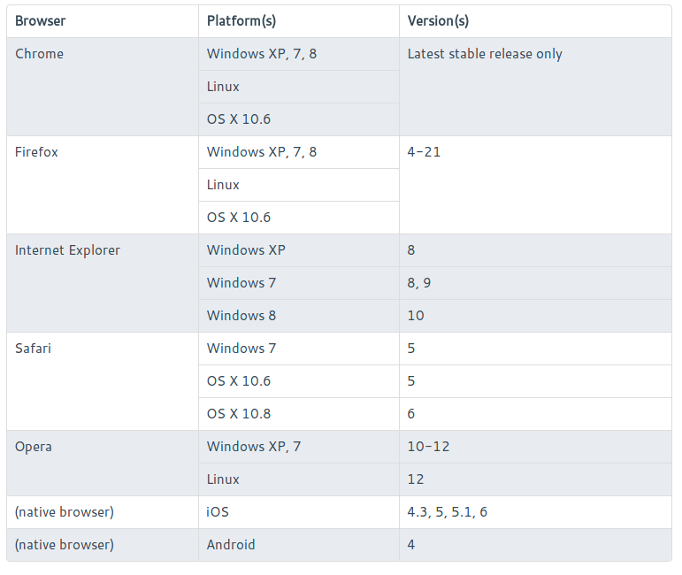 Browser Platform(s) Version(s)
Chrome Windows XP, 7, 8 Latest stable release only
Linux
OS X 10.6
Firefox Windows XP, 7, 8 4-21
Linux
OS X 10.6
Internet Explorer Windows XP 8
Windows 7 8, 9
Windows 8 10
Safari Windows 7 5
OS X 10.6 5
OS X 10.8 6
Opera Windows XP, 7 10-12
Linux 12
(native browser) iOS 4.3, 5, 5.1, 6
(native browser) Android 4